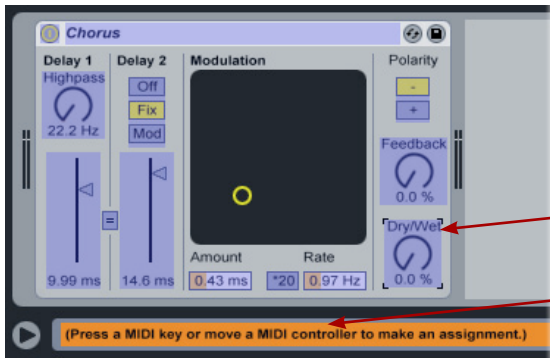 Chorus
Delay 1
Delay 2
Modulation
Polarity
Highpass
22.2 Hz
Off
Fix
Mod
-
+
Feedback
0.0 %
=
Dry/Wet
0.0 %
Amount
Rate
9.99 ms
14.6 ms
0.43 ms
*20
0.97 Hz
(Press a MIDI key or move a MIDI controller to make an assignment.)